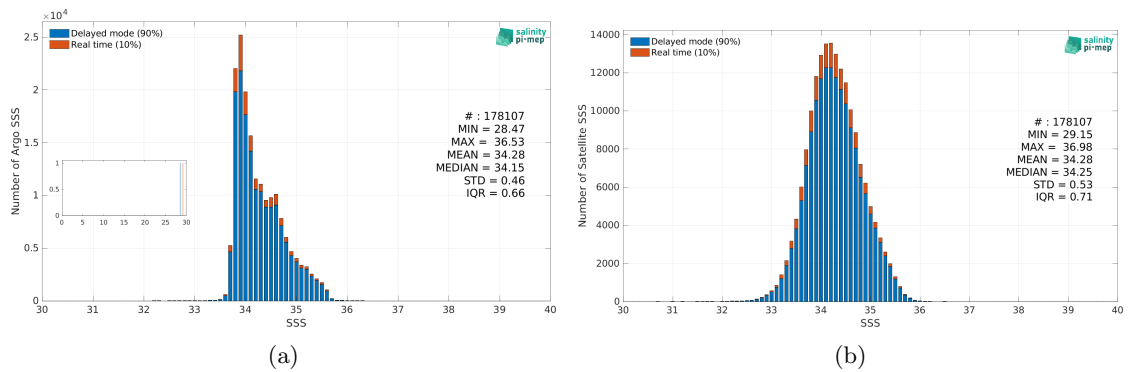 ×10⁴
Delayed mode (90%)
Real time (10%)
salinity
pi-mep
Number of Argo SSS
2.5
2
1.5
1
0.5
0
# : 178107
MIN = 28.47
MAX = 36.53
MEAN = 34.28
MEDIAN = 34.15
STD = 0.46
IQR = 0.66
1
0.5
0
0 5 10 15 20 25 30
30 31 32 33 34 35 36 37 38 39 40
SSS
(a)
Delayed mode (90%)
Real time (10%)
salinity
pi-mep
Number of Satellite SSS
14000
12000
10000
8000
6000
4000
2000
0
# : 178107
MIN = 29.15
MAX = 36.98
MEAN = 34.28
MEDIAN = 34.25
STD = 0.53
IQR = 0.71
30 31 32 33 34 35 36 37 38 39 40
SSS
(b)